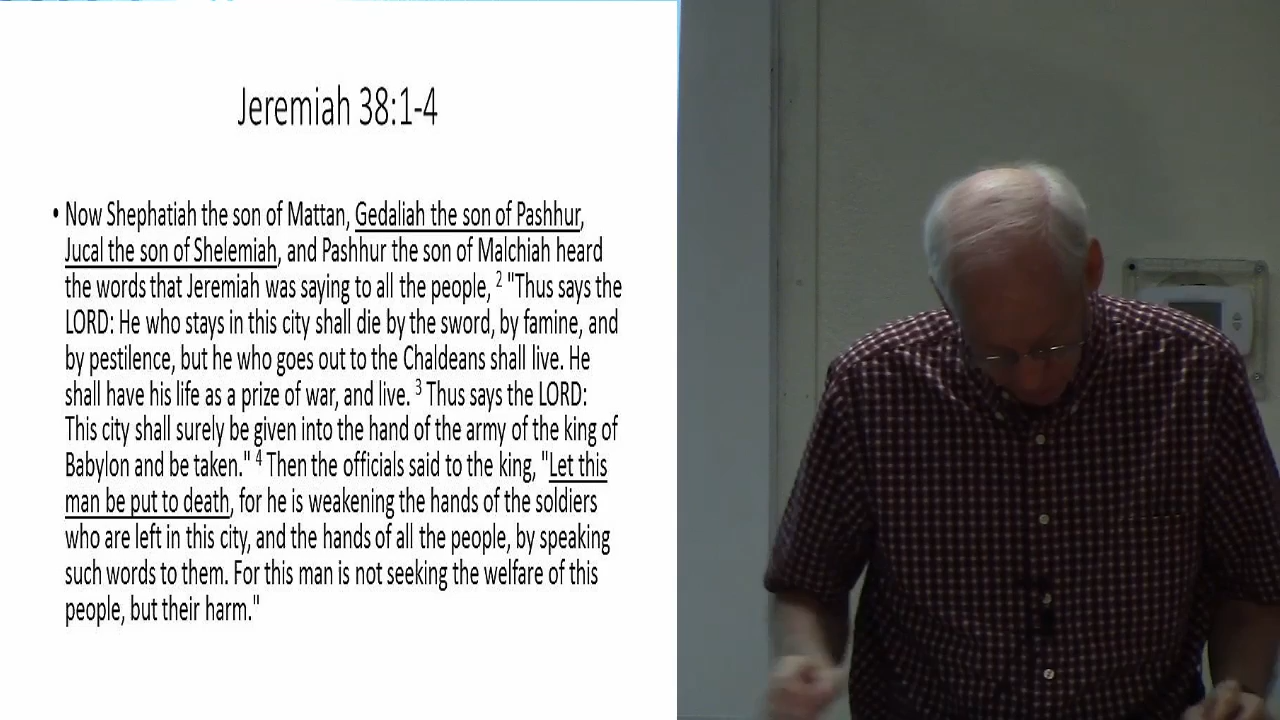 Jeremiah 38:1-4
• Now Shephatiah the son of Mattan, Gedaliah the son of Pashhur,
Jucal the son of Shelemiah, and Pashhur the son of Malchiah heard
the words that Jeremiah was saying to all the people, 2 "Thus says the
LORD: He who stays in this city shall die by the sword, by famine, and
by pestilence, but he who goes out to the Chaldeans shall live. He
shall have his life as a prize of war, and live. 3 Thus says the LORD:
This city shall surely be given into the hand of the army of the king of
Babylon and be taken." 4 Then the officials said to the king, "Let this
man be put to death, for he is weakening the hands of the soldiers
who are left in this city, and the hands of all the people, by speaking
such words to them. For this man is not seeking the welfare of this
people, but their harm."